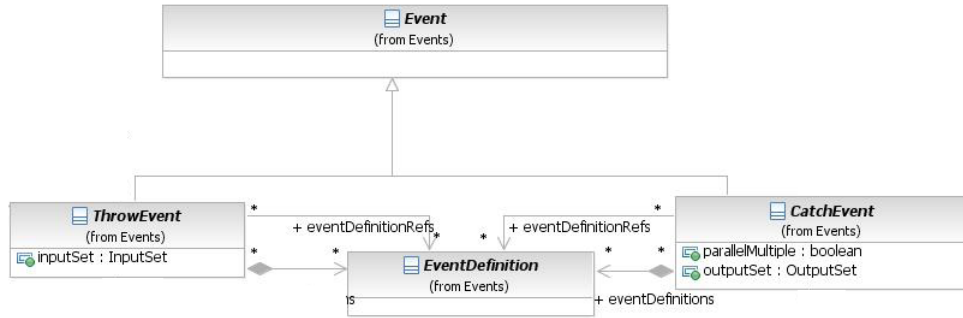 Event
(from Events)
ThrowEvent
(from Events)
inputSet : InputSet
*
+ eventDefinitionRefs
*
*
*
EventDefinition
(from Events)
ns
*
+ eventDefinitionRefs
*
*
*
+ eventDefinitions
CatchEvent
(from Events)
parallelMultiple : boolean
outputSet : OutputSet